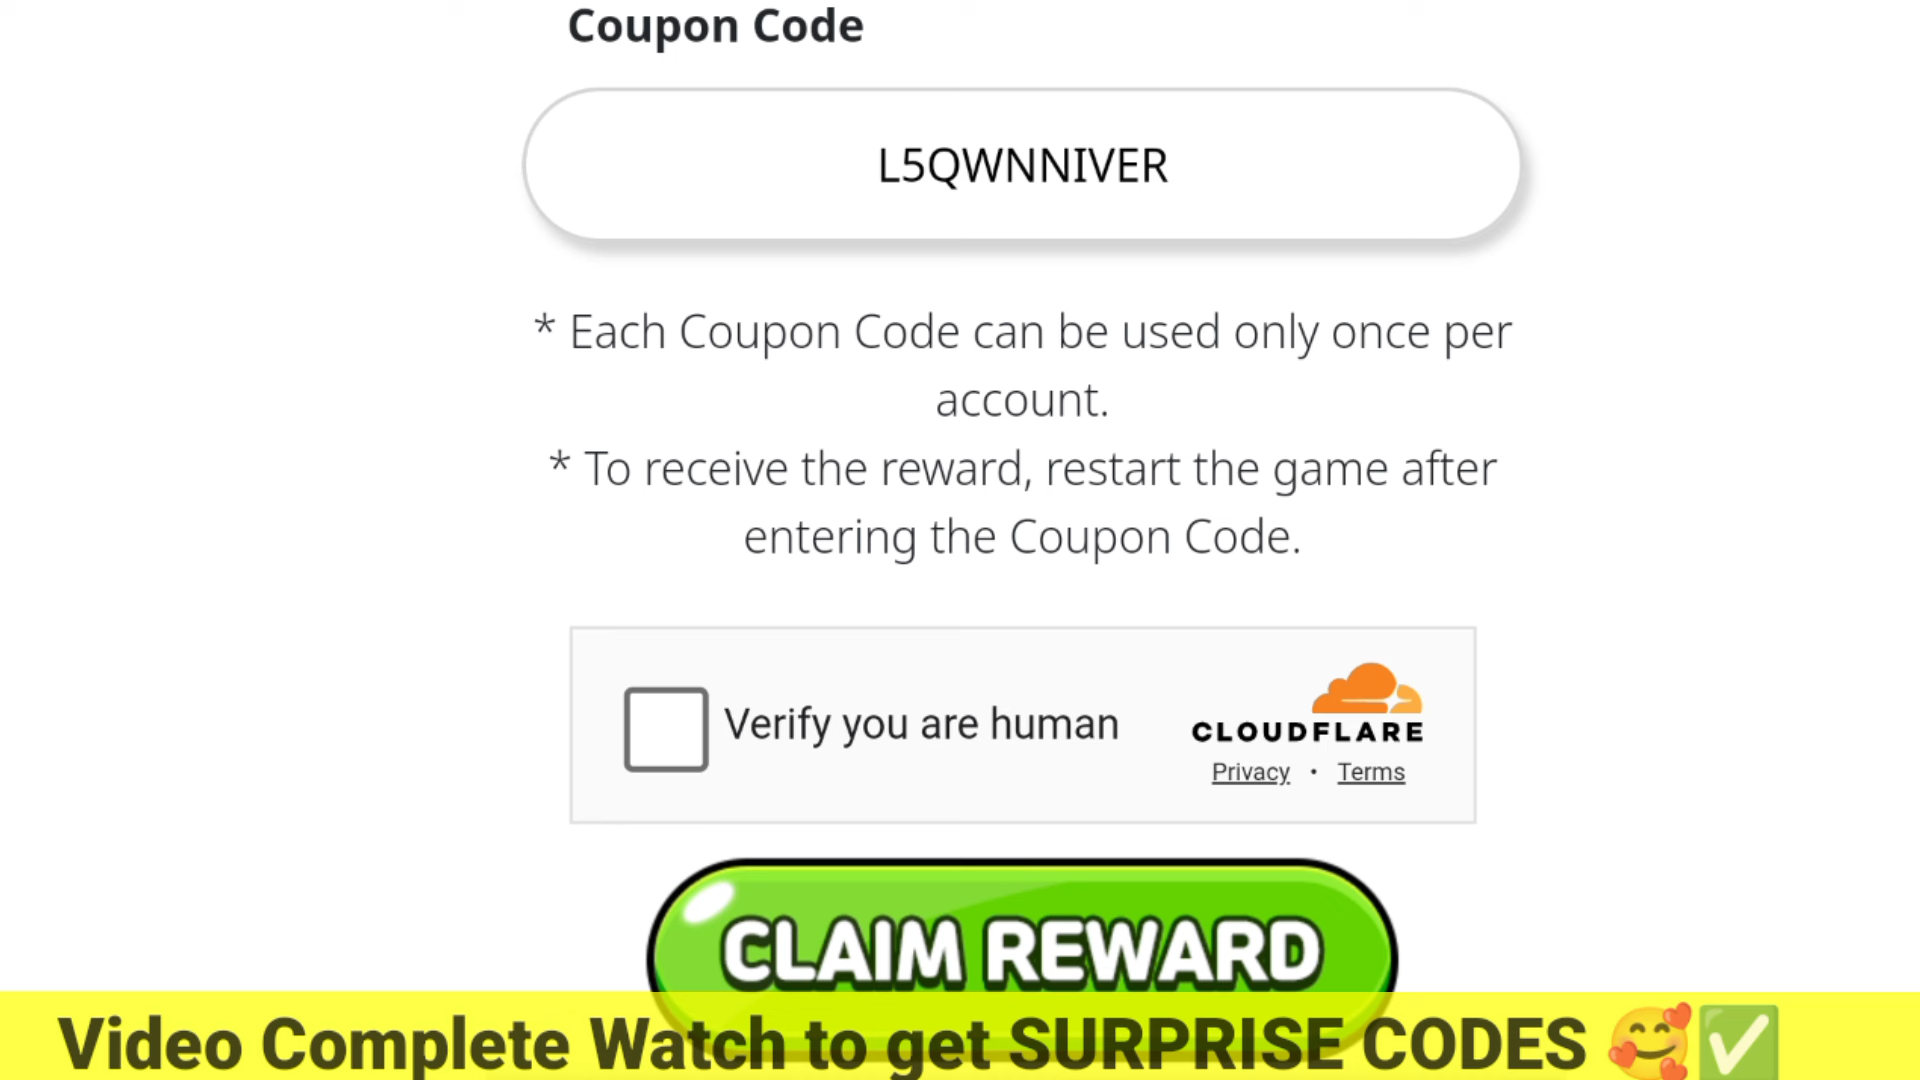 Coupon Code
L5QWNNIVER
* Each Coupon Code can be used only once per
account.
* To receive the reward, restart the game after
entering the Coupon Code.
Verify you are human
CLOUDFLARE
Privacy • Terms
CLAIM REWARD
Video Complete Watch to get SURPRISE CODES 🥰✅